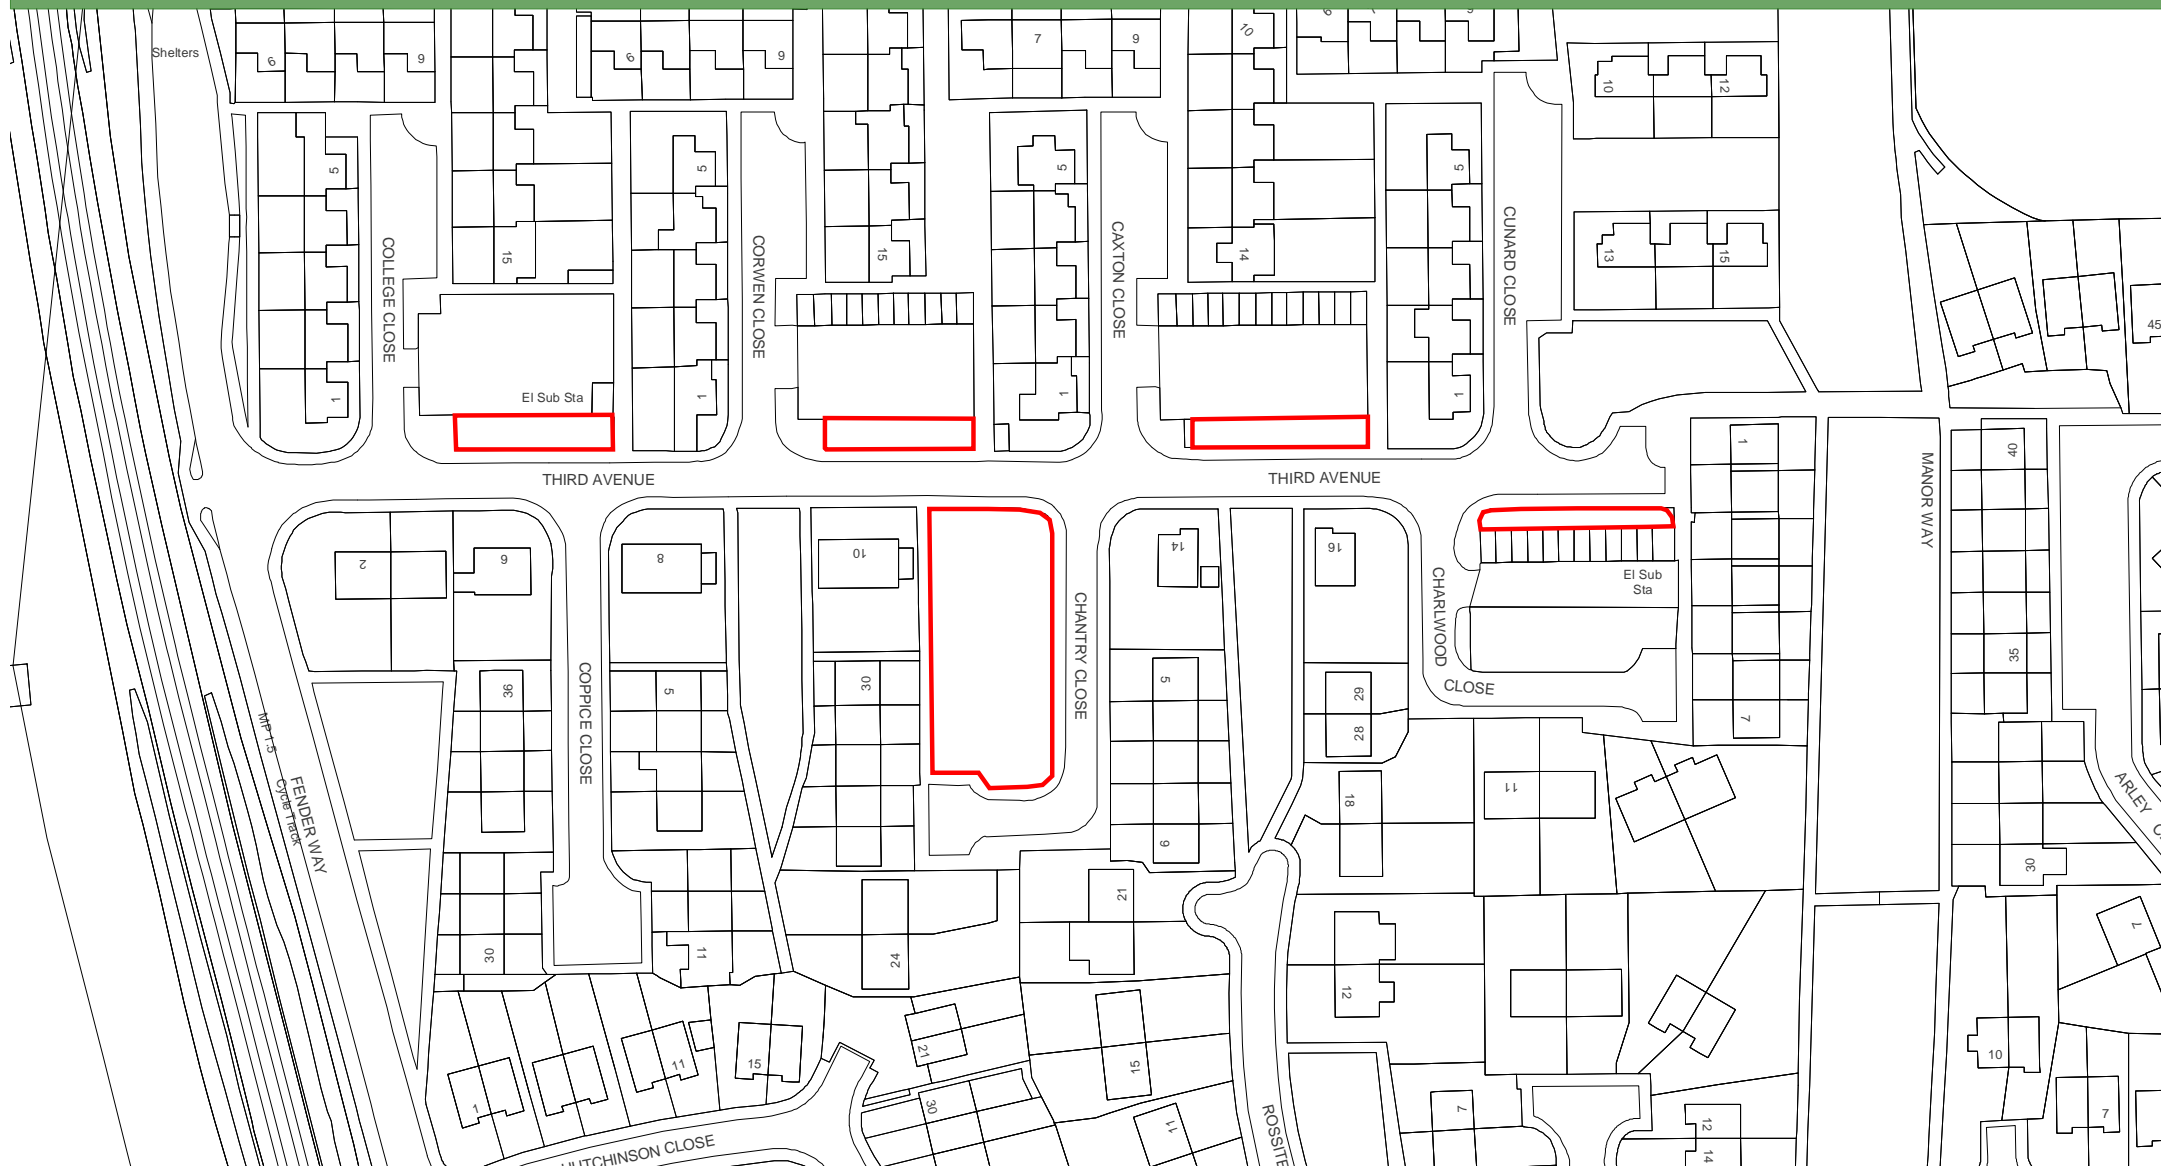 Shelters
6
9
6
9
7
9
10
10
12
5
15
5
15
5
14
5
13
15
COLLEGE CLOSE
CORWEN CLOSE
CAXTON CLOSE
CUNARD CLOSE
45
El Sub Sta
1
1
1
1
THIRD AVENUE
THIRD AVENUE
1
MANOR WAY
40
2
6
8
10
14
16
El Sub
Sta
CHANTRY CLOSE
CHARLWOOD
CLOSE
COPPICE CLOSE
36
5
30
5
29
28
7
35
MP 1.5
FENDER WAY
Cycle Track
11
18
9
ARLEY
30
30
11
24
21
12
7
1
11
15
21
15
30
11
10
7
7
12
14
HUTCHINSON CLOSE
ROSSITE